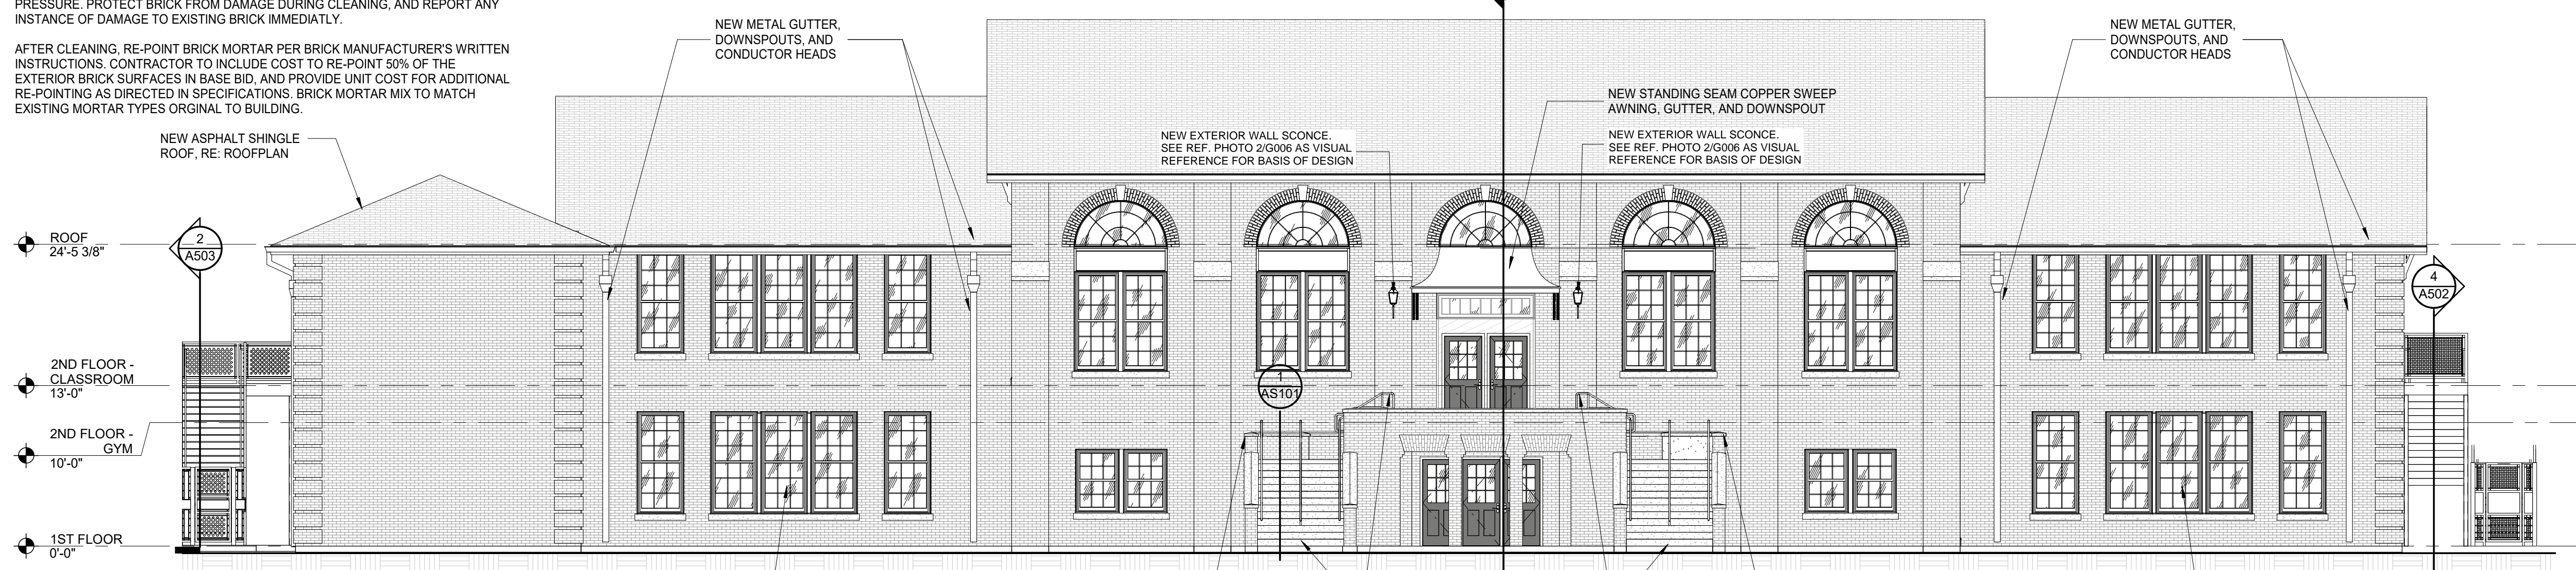 PRESSURE. PROTECT BRICK FROM DAMAGE DURING CLEANING, AND REPORT ANY
INSTANCE OF DAMAGE TO EXISTING BRICK IMMEDIATLY.
AFTER CLEANING, RE-POINT BRICK MORTAR PER BRICK MANUFACTURER'S WRITTEN
INSTRUCTIONS. CONTRACTOR TO INCLUDE COST TO RE-POINT 50% OF THE
EXTERIOR BRICK SURFACES IN BASE BID, AND PROVIDE UNIT COST FOR ADDITIONAL
RE-POINTING AS DIRECTED IN SPECIFICATIONS. BRICK MORTAR MIX TO MATCH
EXISTING MORTAR TYPES ORGINAL TO BUILDING.
NEW ASPHALT SHINGLE
ROOF, RE: ROOFPLAN
NEW METAL GUTTER,
DOWNSPOUTS, AND
CONDUCTOR HEADS
NEW EXTERIOR WALL SCONCE.
SEE REF. PHOTO 2/G006 AS VISUAL
REFERENCE FOR BASIS OF DESIGN
NEW STANDING SEAM COPPER SWEEP
AWNING, GUTTER, AND DOWNSPOUT
NEW EXTERIOR WALL SCONCE.
SEE REF. PHOTO 2/G006 AS VISUAL
REFERENCE FOR BASIS OF DESIGN
NEW METAL GUTTER,
DOWNSPOUTS, AND
CONDUCTOR HEADS
ROOF
24'-5 3/8"
2
A503
2ND FLOOR -
CLASSROOM
13'-0"
2ND FLOOR -
GYM
10'-0"
1ST FLOOR
0'-0"
1
AS101
4
A502